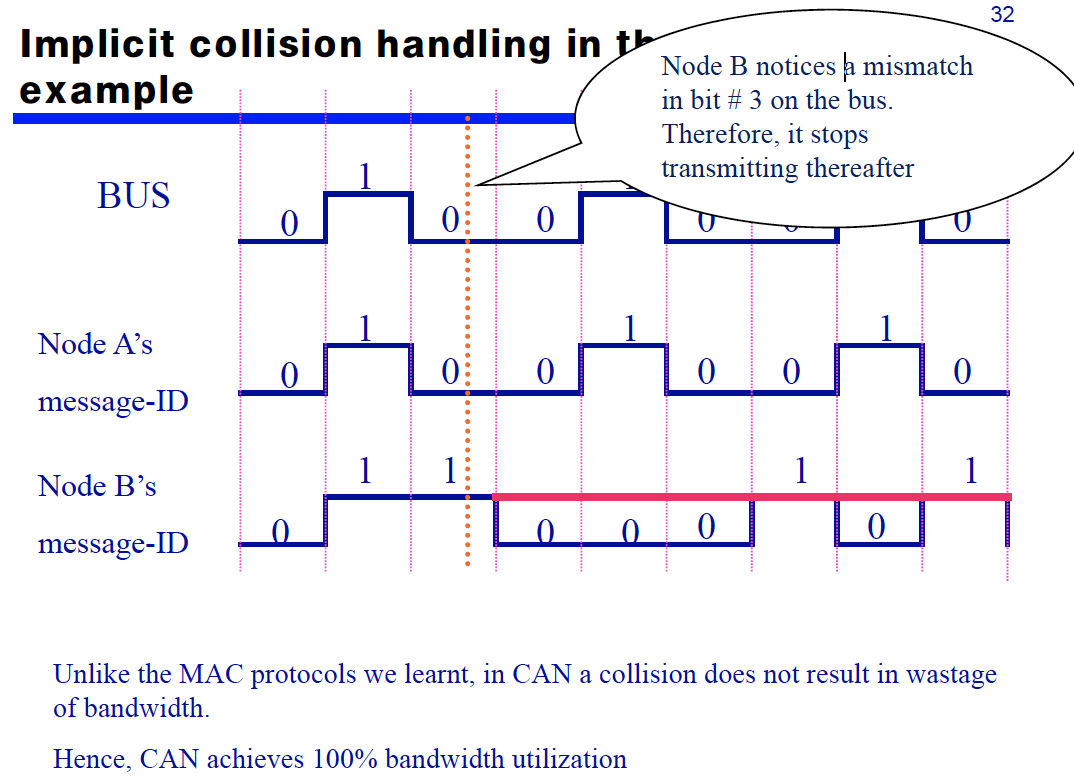 32
Implicit collision handling in th
example
Node B notices a mismatch
in bit # 3 on the bus.
Therefore, it stops
transmitting thereafter
BUS
0 1 0 0 0 0
Node A's
message-ID
0 1 0 0 1 0 0 1 0
Node B's
message-ID
0 1 1 0 0 0 1 0 1
Unlike the MAC protocols we learnt, in CAN a collision does not result in wastage
of bandwidth.
Hence, CAN achieves 100% bandwidth utilization